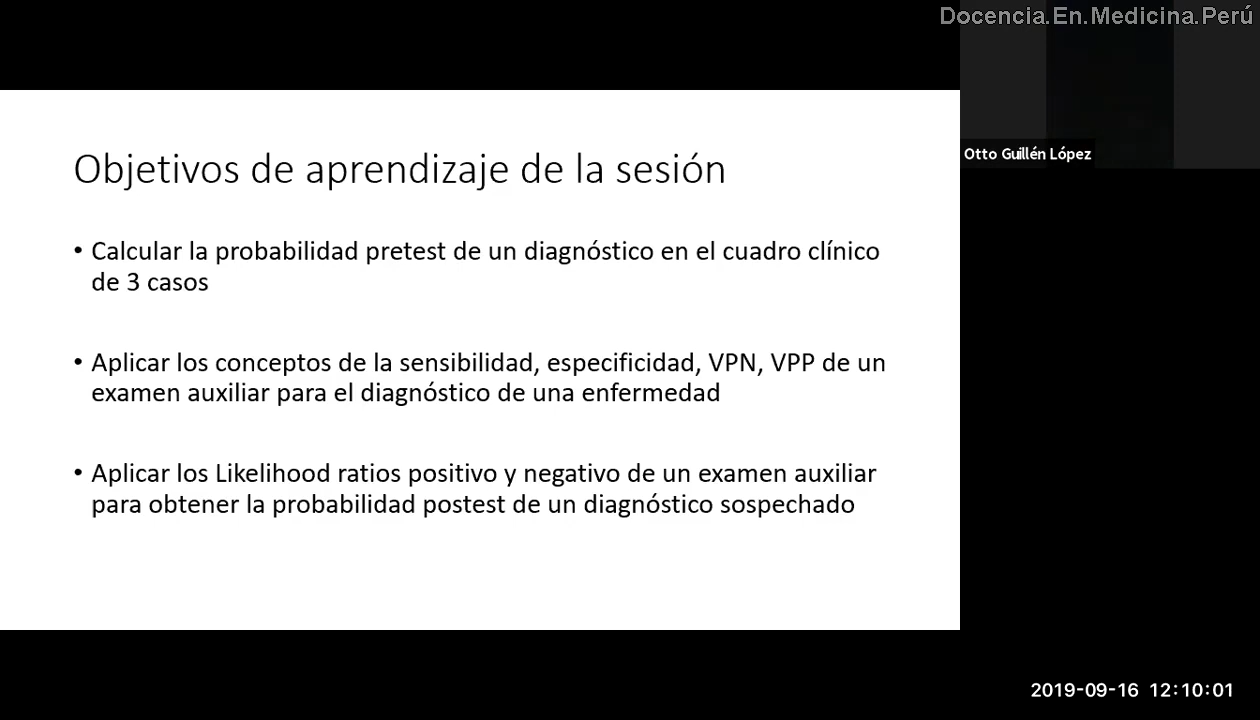 Docencia.En.Medicina.Perú
Otto Guillén López
Objetivos de aprendizaje de la sesión
• Calcular la probabilidad pretest de un diagnóstico en el cuadro clínico
de 3 casos
• Aplicar los conceptos de la sensibilidad, especificidad, VPN, VPP de un
examen auxiliar para el diagnóstico de una enfermedad
• Aplicar los Likelihood ratios positivo y negativo de un examen auxiliar
para obtener la probabilidad postest de un diagnóstico sospechado
2019-09-16 12:10:01